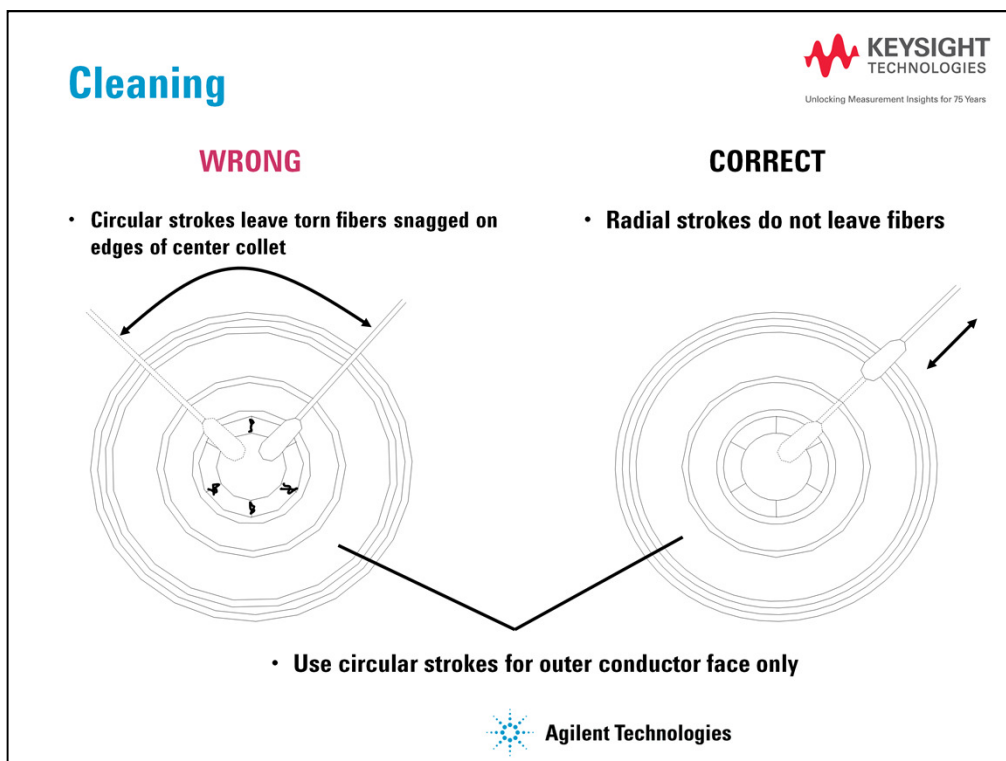 KEYSIGHT
TECHNOLOGIES
Unlocking Measurement Insights for 75 Years
Cleaning
WRONG
• Circular strokes leave torn fibers snagged on
edges of center collet
CORRECT
• Radial strokes do not leave fibers
• Use circular strokes for outer conductor face only
Agilent Technologies